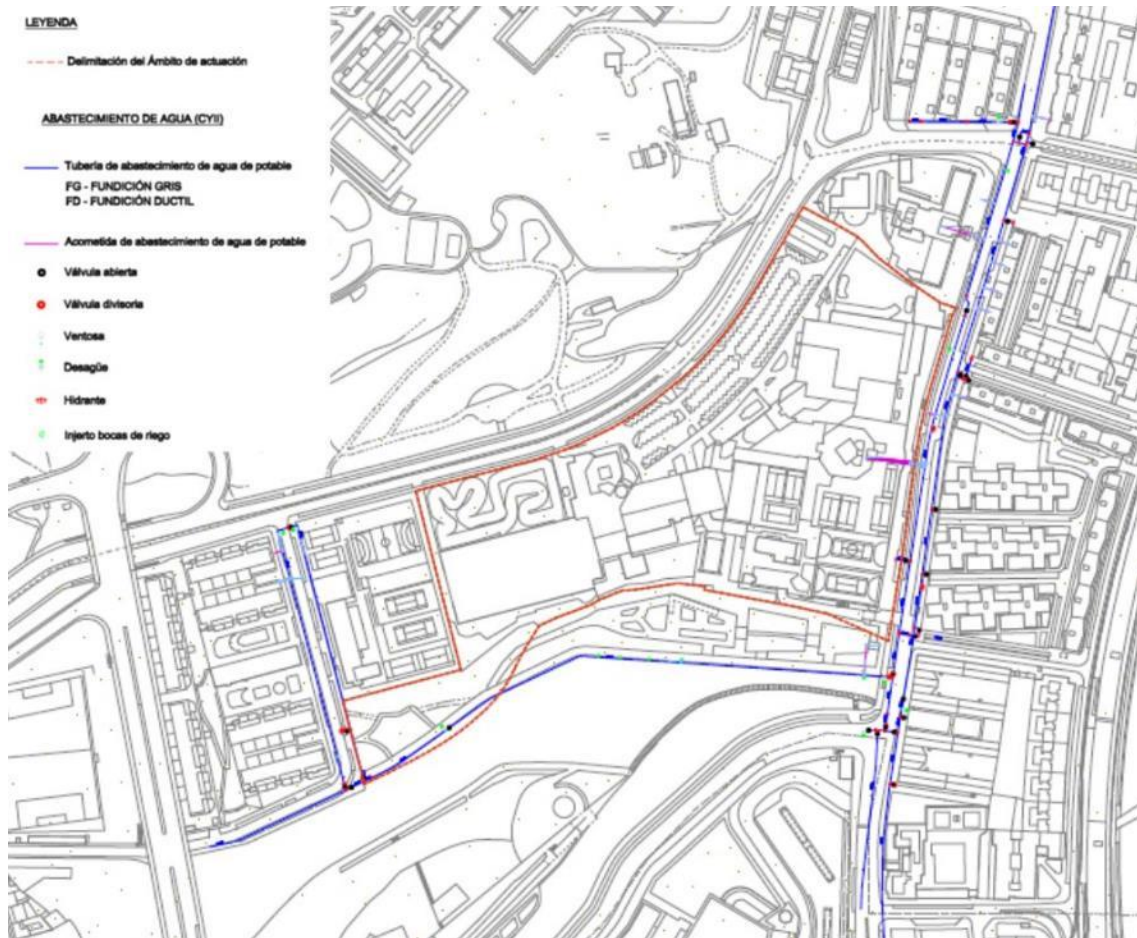 LEYENDA
Delimitación del Ámbito de actuación
ABASTECIMIENTO DE AGUA (CYII)
Tubería de abastecimiento de agua de potable
FG - FUNDICIÓN GRIS
FD - FUNDICIÓN DUCTIL
Acometida de abastecimiento de agua de potable
Válvula abierta
Válvula divisoria
Ventosa
Desagüe
Hidrante
Injerto bocas de riego